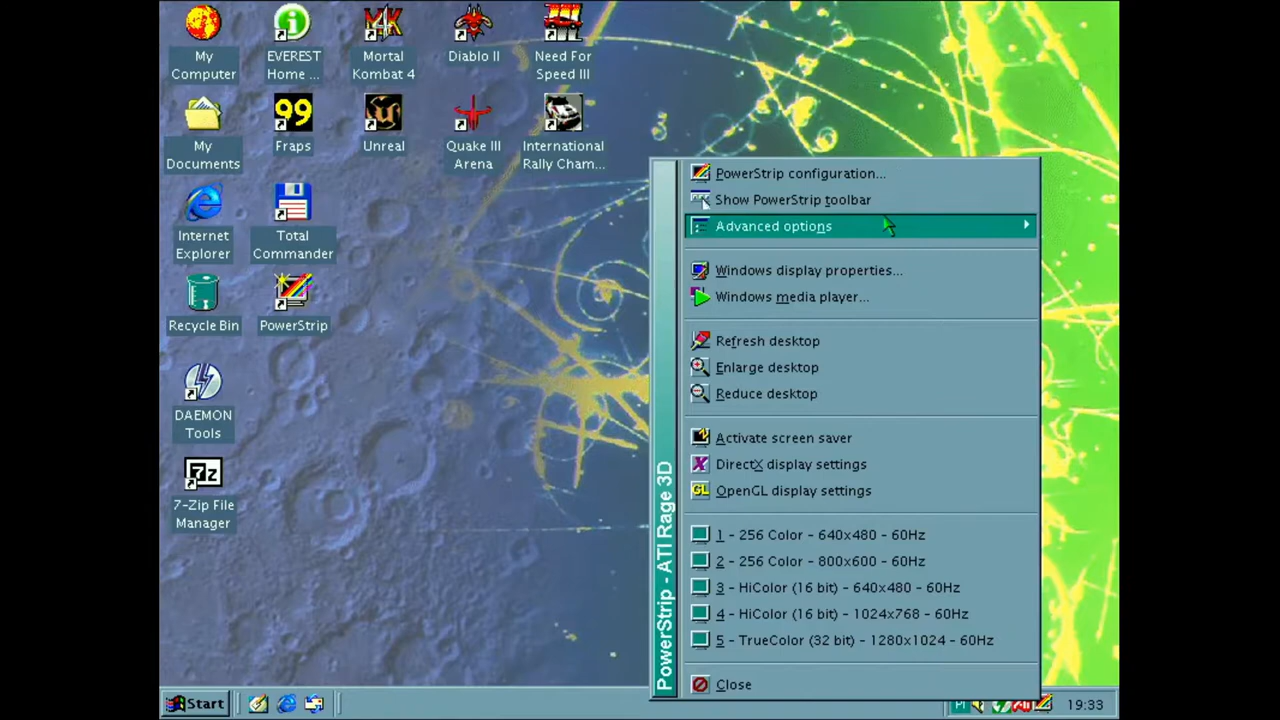 My
Computer
EVEREST
Home ...
Mortal
Kombat 4
Diablo II
Need For
Speed III
My
Documents
99
Fraps
Unreal
Quake III
Arena
International
Rally Cham...
Internet
Explorer
Total
Commander
Recycle Bin
PowerStrip
DAEMON
Tools
7z
7-Zip File
Manager
PowerStrip - ATI Rage 3D
PowerStrip configuration...
Show PowerStrip toolbar
Advanced options
Windows display properties...
Windows media player...
Refresh desktop
Enlarge desktop
Reduce desktop
Activate screen saver
DirectX display settings
GL OpenGL display settings
1 - 256 Color - 640x480 - 60Hz
2 - 256 Color - 800x600 - 60Hz
3 - HiColor (16 bit) - 640x480 - 60Hz
4 - HiColor (16 bit) - 1024x768 - 60Hz
5 - TrueColor (32 bit) - 1280x1024 - 60Hz
Close
Start
19:33